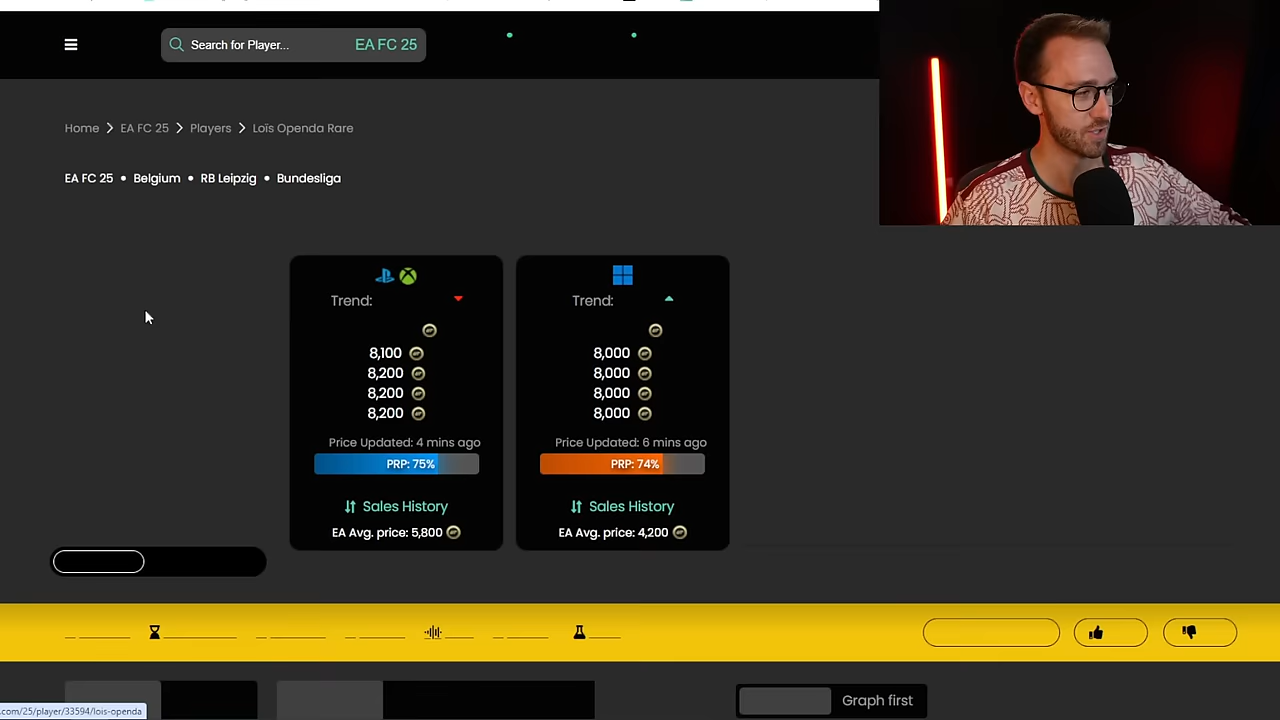 Search for Player...
EA FC 25
Home
EA FC 25
Players
Loïs Openda Rare
EA FC 25 • Belgium • RB Leipzig • Bundesliga
Trend:
8,100
8,200
8,200
8,200
Price Updated: 4 mins ago
PRP: 75%
Sales History
EA Avg. price: 5,800
Trend:
8,000
8,000
8,000
8,000
Price Updated: 6 mins ago
PRP: 74%
Sales History
EA Avg. price: 4,200
Graph first
.com/25/player/33594/lois-openda